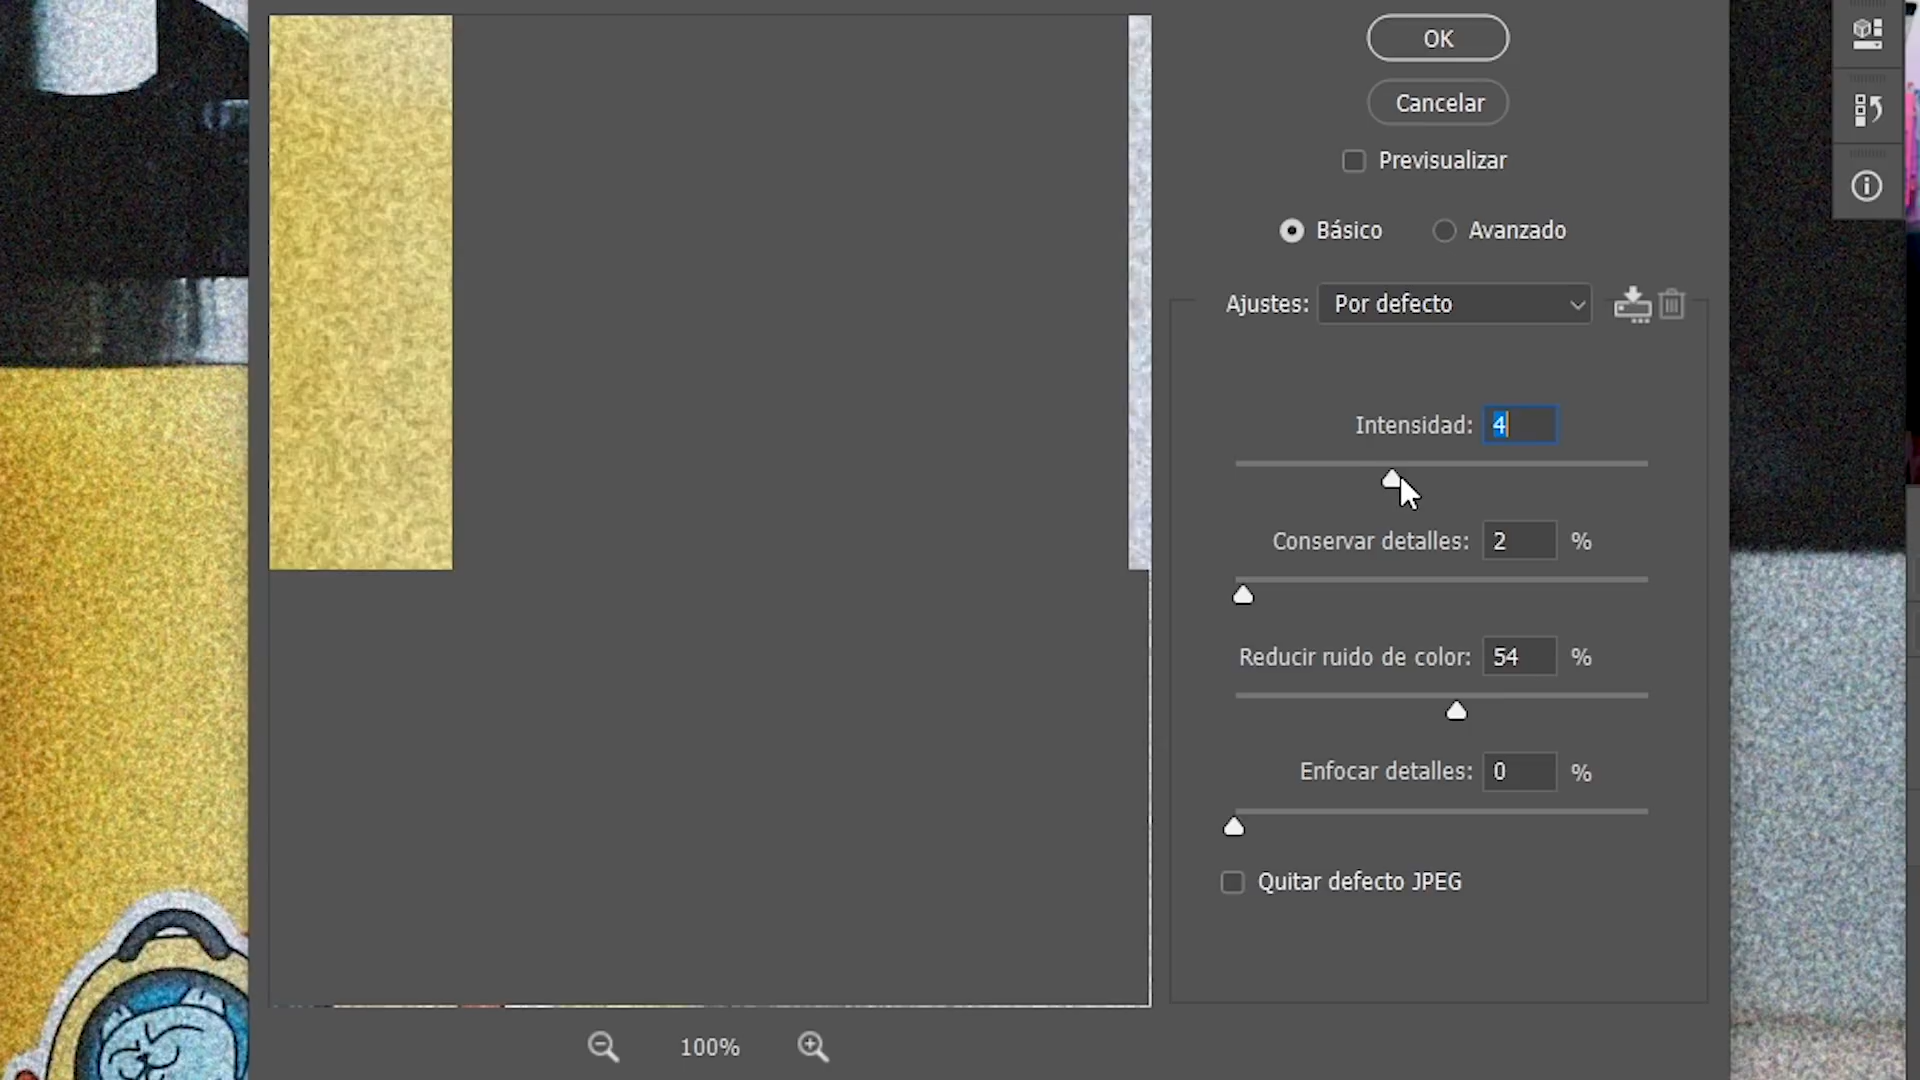 OK
Cancelar
Previsualizar
Básico
Avanzado
Ajustes: Por defecto
Intensidad: 4
Conservar detalles: 2 %
Reducir ruido de color: 54 %
Enfocar detalles: 0 %
Quitar defecto JPEG
100%